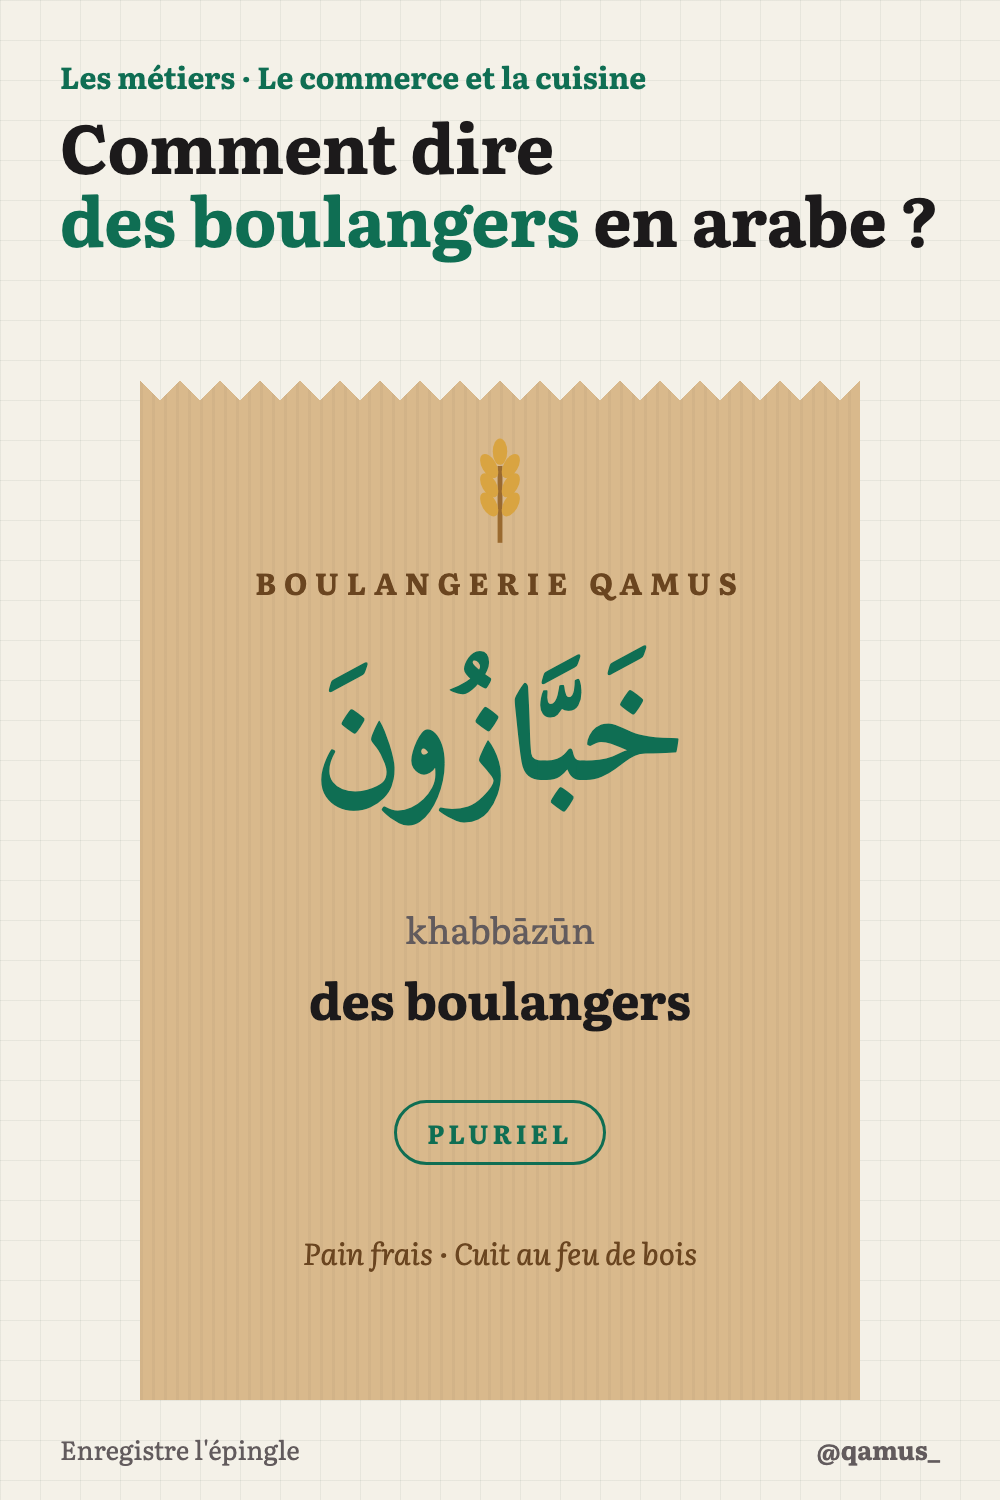 Les métiers · Le commerce et la cuisine
Comment dire
des boulangers en arabe ?
BOULANGERIE QAMUS
خَبَّازُونَ
khabbāzūn
des boulangers
PLURIEL
Pain frais · Cuit au feu de bois
Enregistre l'épingle
@qamus_